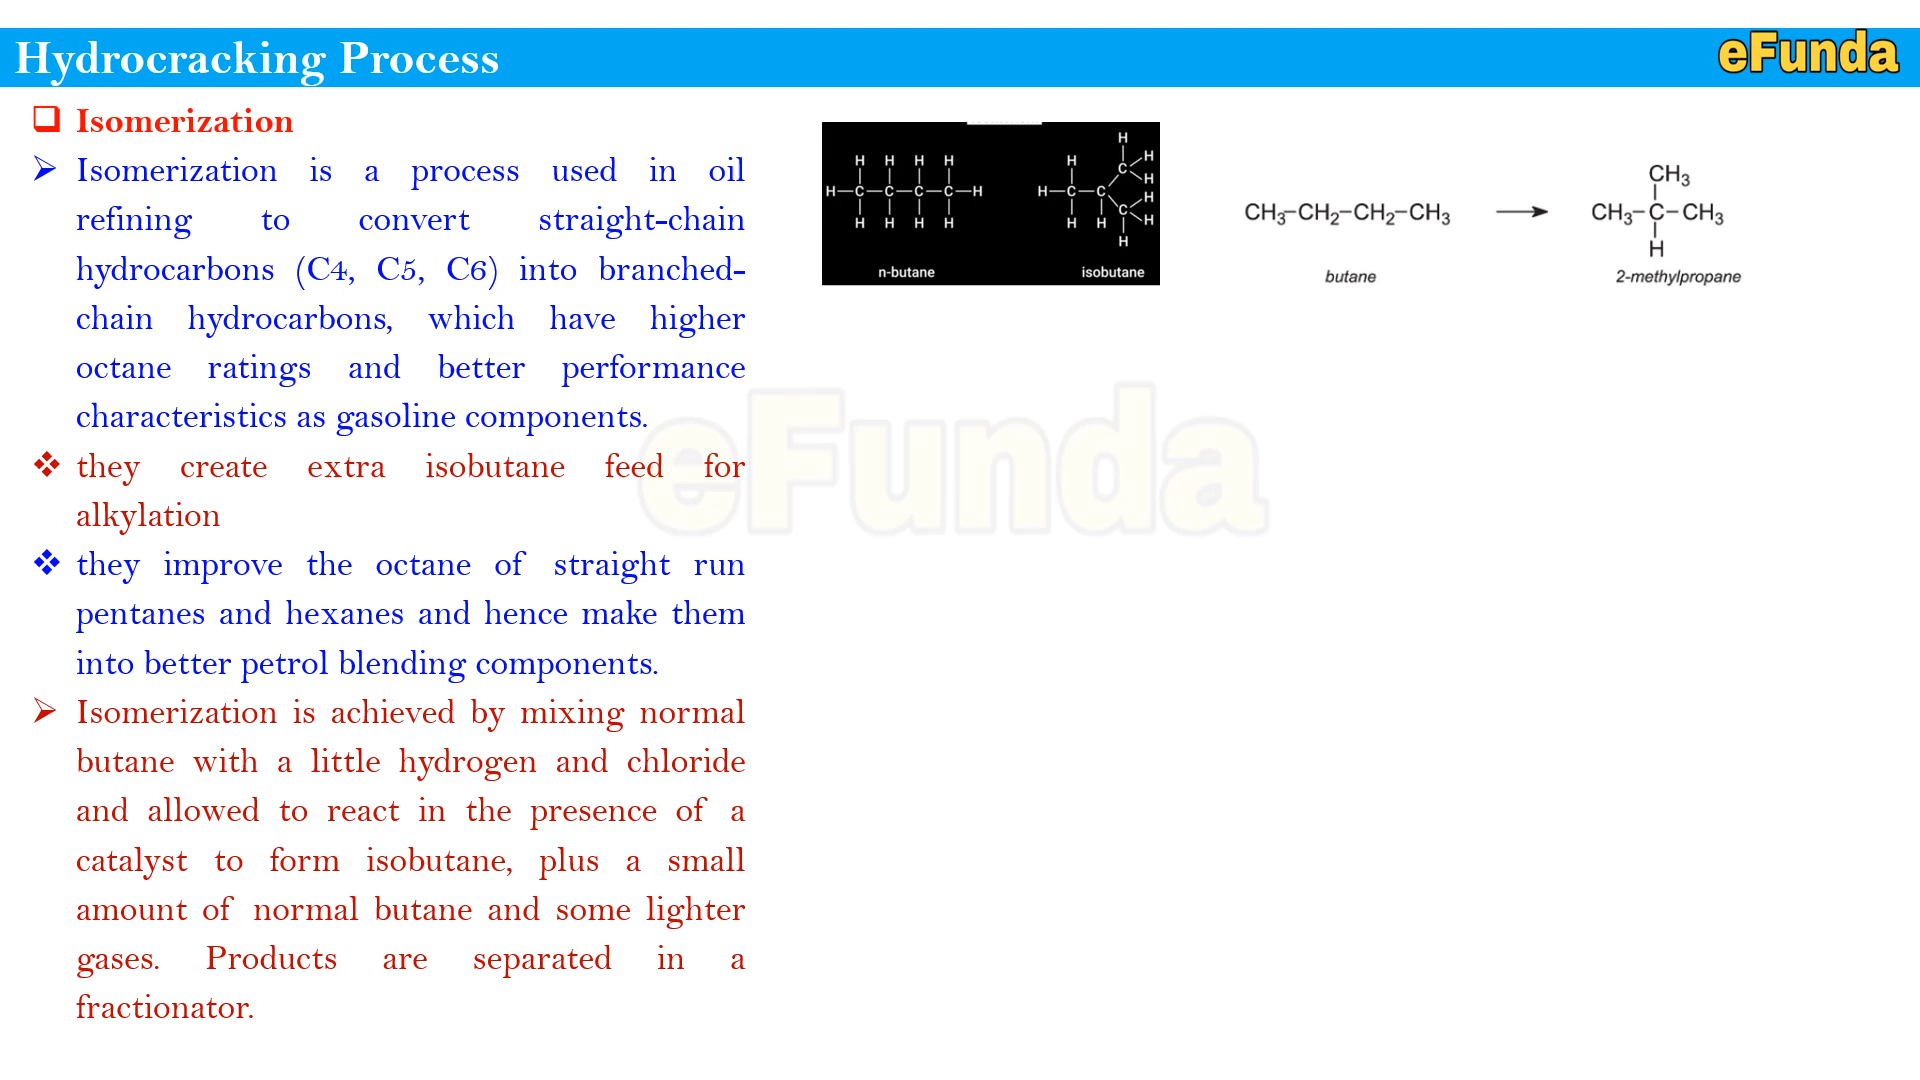 Hydrocracking Process
eFunda
Isomerization
Isomerization is a process used in oil
refining to convert straight-chain
hydrocarbons (C4, C5, C6) into branched-
chain hydrocarbons, which have higher
octane ratings and better performance
characteristics as gasoline components.
they create extra isobutane feed for
alkylation
they improve the octane of straight run
pentanes and hexanes and hence make them
into better petrol blending components.
Isomerization is achieved by mixing normal
butane with a little hydrogen and chloride
and allowed to react in the presence of a
catalyst to form isobutane, plus a small
amount of normal butane and some lighter
gases. Products are separated in a
fractionator.
H H H H
H–C–C–C–C–H
H H H H
n-butane
H
H H
C H
H–C–C
H H C H
H
H
isobutane
CH₃–CH₂–CH₂–CH₃
butane
CH₃
CH₃–C–CH₃
H
2-methylpropane
eFunda